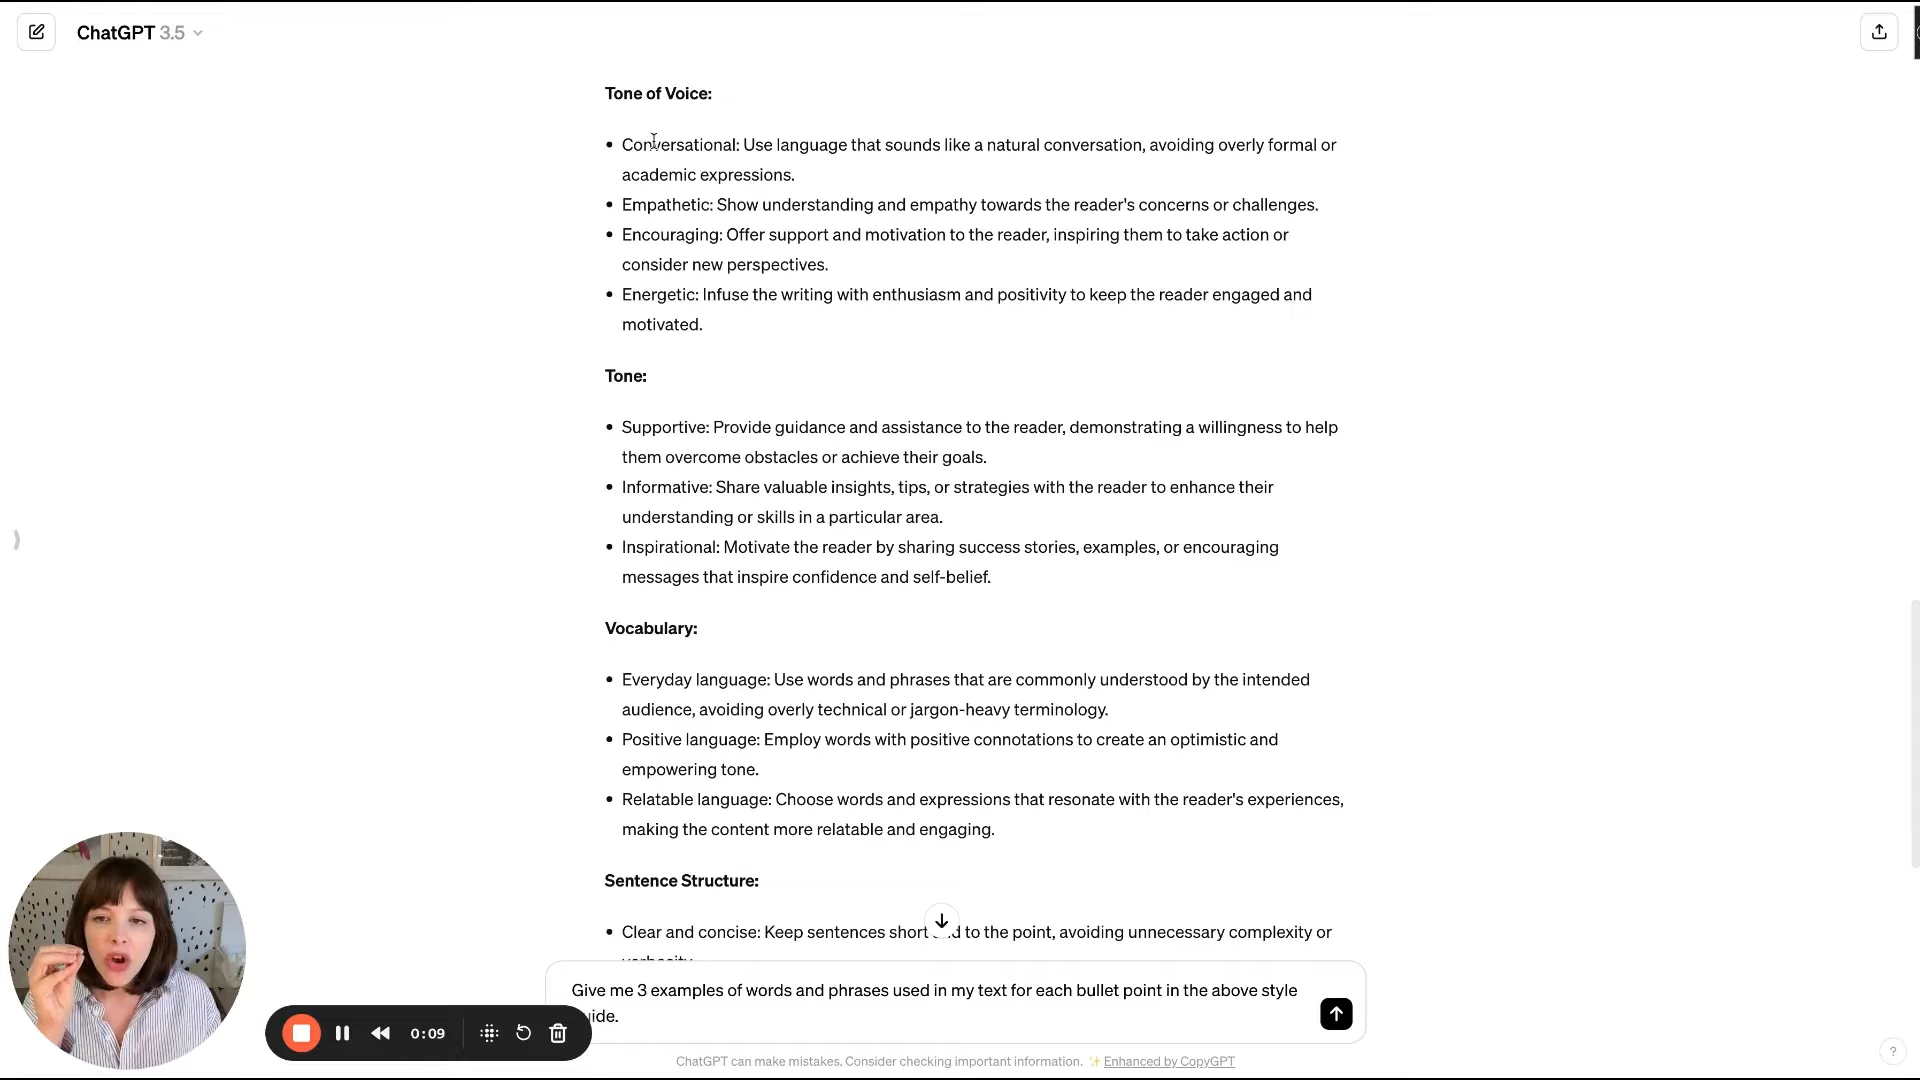 ChatGPT 3.5
Tone of Voice:
• Conversational: Use language that sounds like a natural conversation, avoiding overly formal or
academic expressions.
• Empathetic: Show understanding and empathy towards the reader's concerns or challenges.
• Encouraging: Offer support and motivation to the reader, inspiring them to take action or
consider new perspectives.
• Energetic: Infuse the writing with enthusiasm and positivity to keep the reader engaged and
motivated.
Tone:
• Supportive: Provide guidance and assistance to the reader, demonstrating a willingness to help
them overcome obstacles or achieve their goals.
• Informative: Share valuable insights, tips, or strategies with the reader to enhance their
understanding or skills in a particular area.
• Inspirational: Motivate the reader by sharing success stories, examples, or encouraging
messages that inspire confidence and self-belief.
Vocabulary:
• Everyday language: Use words and phrases that are commonly understood by the intended
audience, avoiding overly technical or jargon-heavy terminology.
• Positive language: Employ words with positive connotations to create an optimistic and
empowering tone.
• Relatable language: Choose words and expressions that resonate with the reader's experiences,
making the content more relatable and engaging.
Sentence Structure:
• Clear and concise: Keep sentences short to the point, avoiding unnecessary complexity or
Give me 3 examples of words and phrases used in my text for each bullet point in the above style
uide.
0:09
ChatGPT can make mistakes. Consider checking important information. ✨ Enhanced by CopyGPT
?